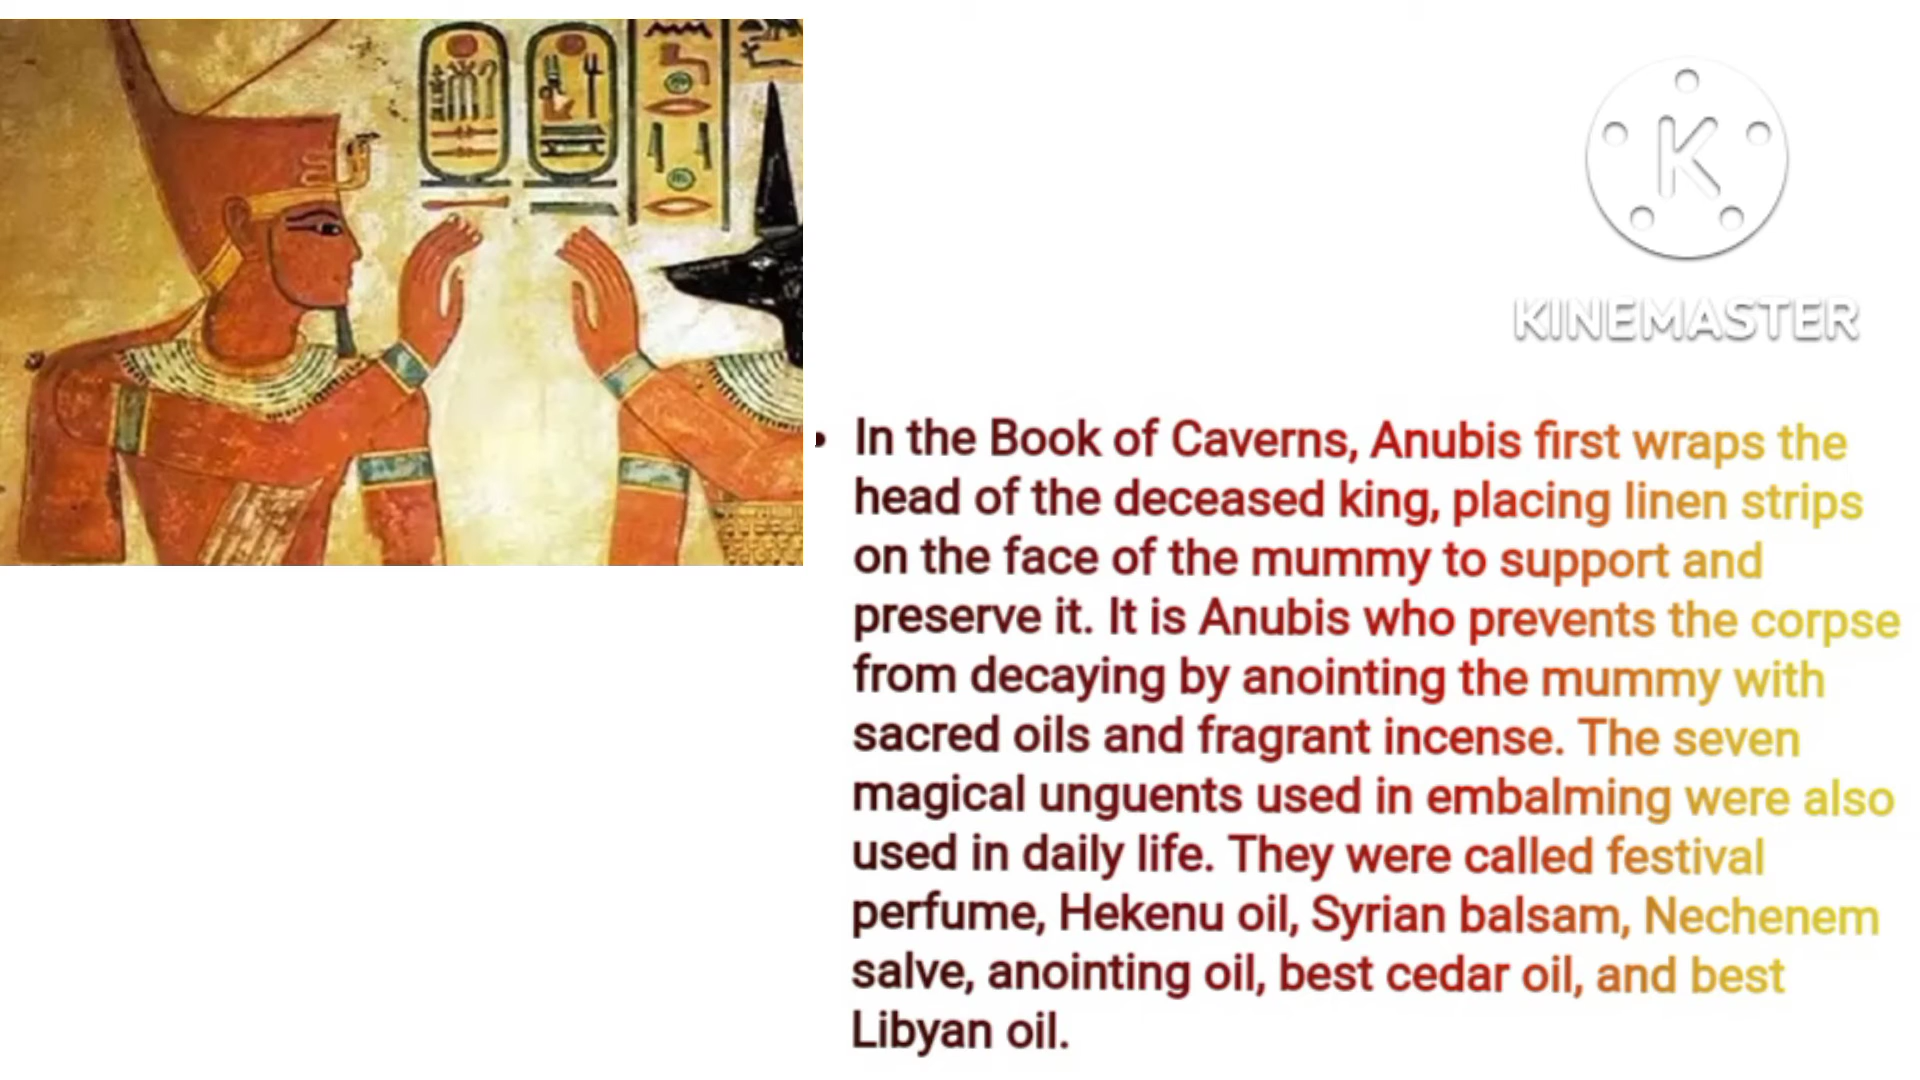 K
KINEMASTER
• In the Book of Caverns, Anubis first wraps the
head of the deceased king, placing linen strips
on the face of the mummy to support and
preserve it. It is Anubis who prevents the corpse
from decaying by anointing the mummy with
sacred oils and fragrant incense. The seven
magical unguents used in embalming were also
used in daily life. They were called festival
perfume, Hekenu oil, Syrian balsam, Nechenem
salve, anointing oil, best cedar oil, and best
Libyan oil.